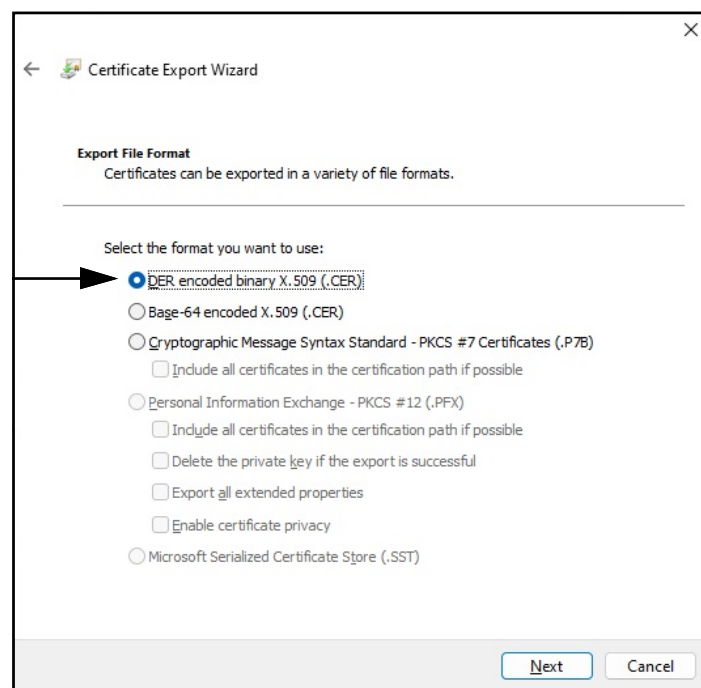 Certificate Export Wizard
Export File Format
Certificates can be exported in a variety of file formats.
Select the format you want to use:
DER encoded binary X.509 (.CER)
Base-64 encoded X.509 (.CER)
Cryptographic Message Syntax Standard - PKCS #7 Certificates (.P7B)
Include all certificates in the certification path if possible
Personal Information Exchange - PKCS #12 (.PFX)
Include all certificates in the certification path if possible
Delete the private key if the export is successful
Export all extended properties
Enable certificate privacy
Microsoft Serialized Certificate Store (.SST)
Next Cancel